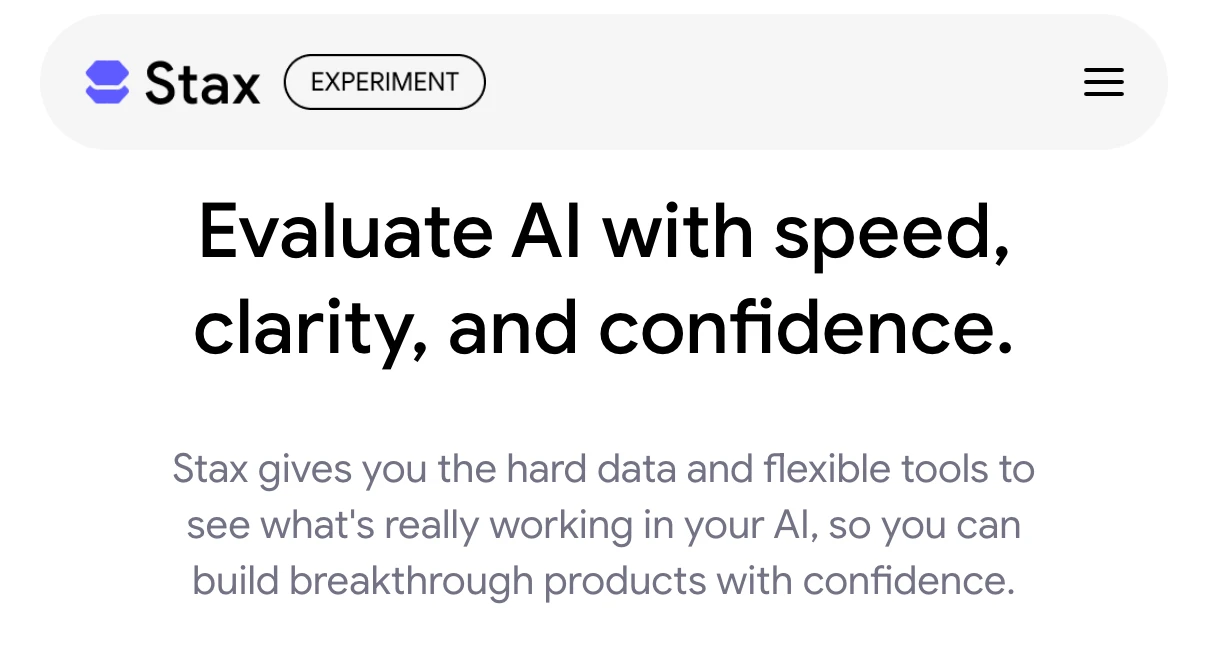 Stax EXPERIMENT
Evaluate AI with speed,
clarity, and confidence.
Stax gives you the hard data and flexible tools to
see what's really working in your AI, so you can
build breakthrough products with confidence.